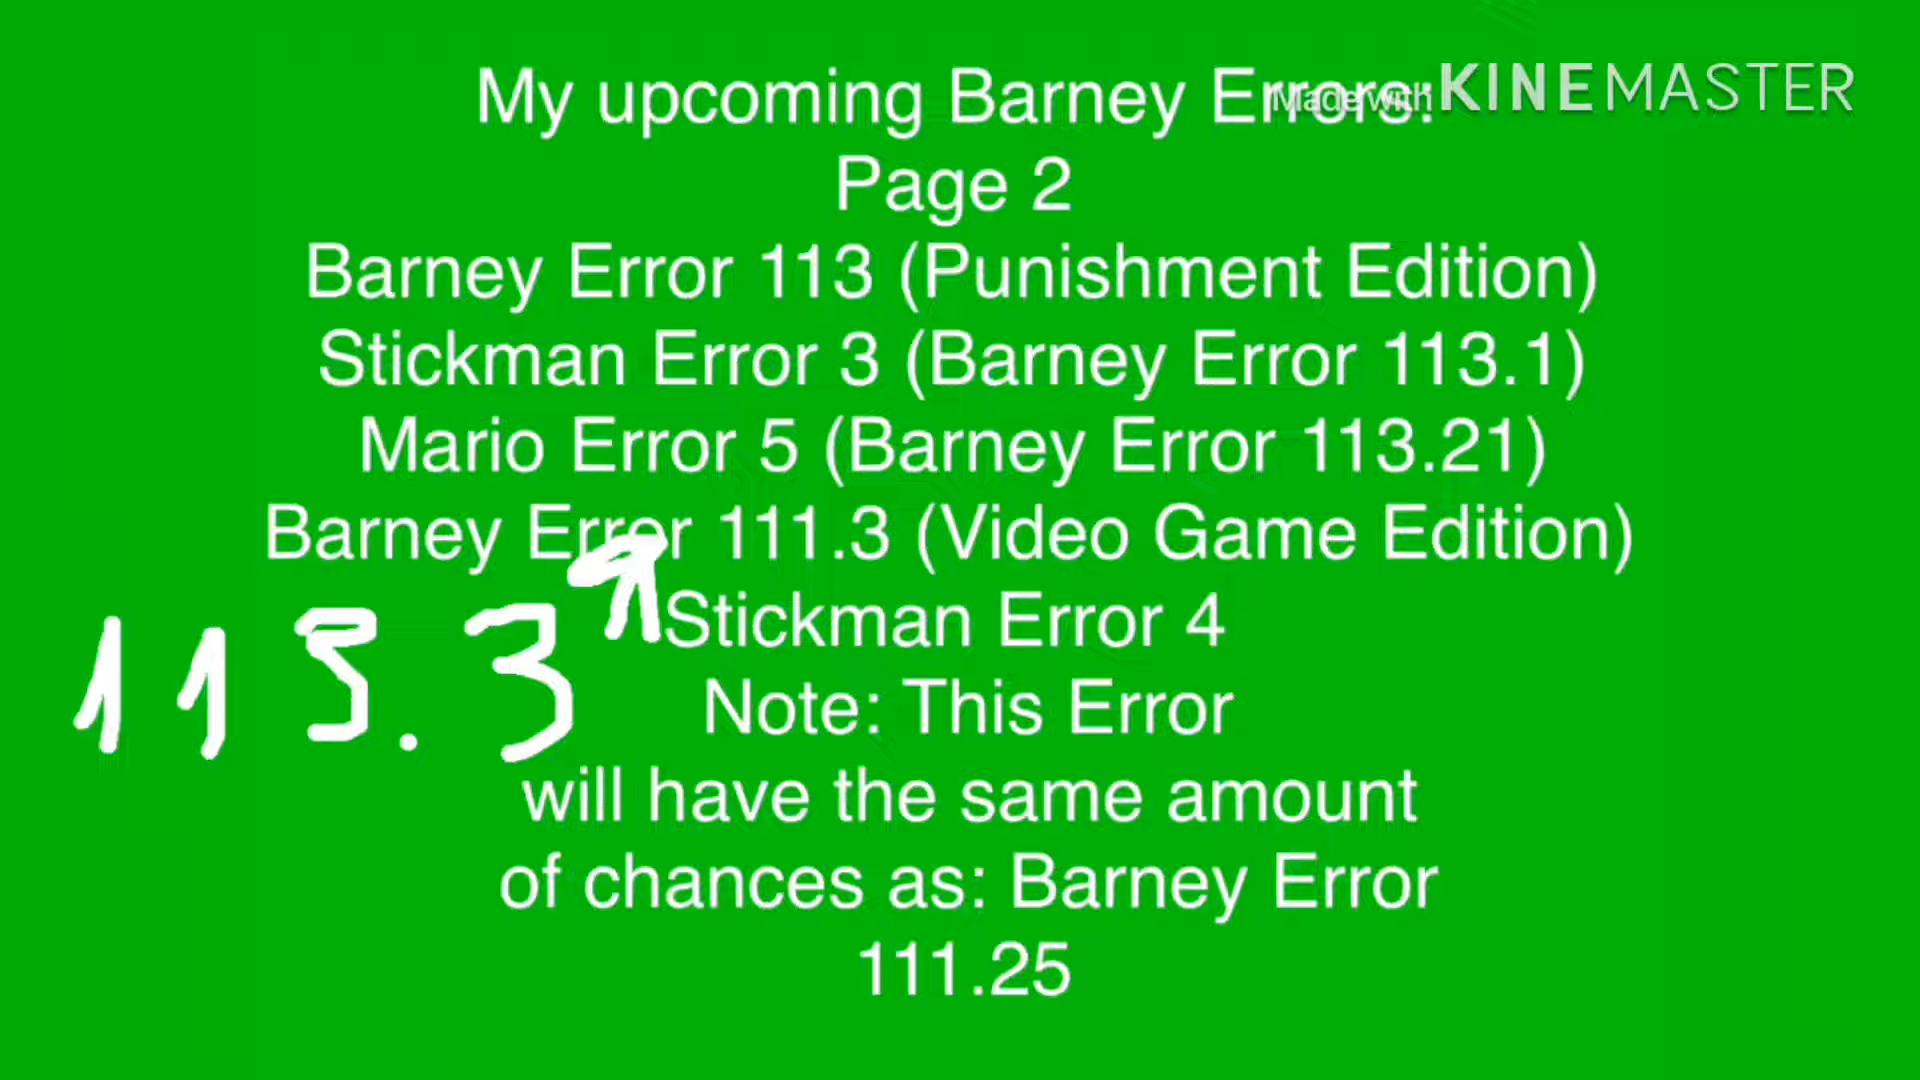 My upcoming Barney Errors:
Made with KINEMASTER
Page 2
Barney Error 113 (Punishment Edition)
Stickman Error 3 (Barney Error 113.1)
Mario Error 5 (Barney Error 113.21)
Barney Error 111.3 (Video Game Edition)
113.3
Stickman Error 4
Note: This Error
will have the same amount
of chances as: Barney Error
111.25